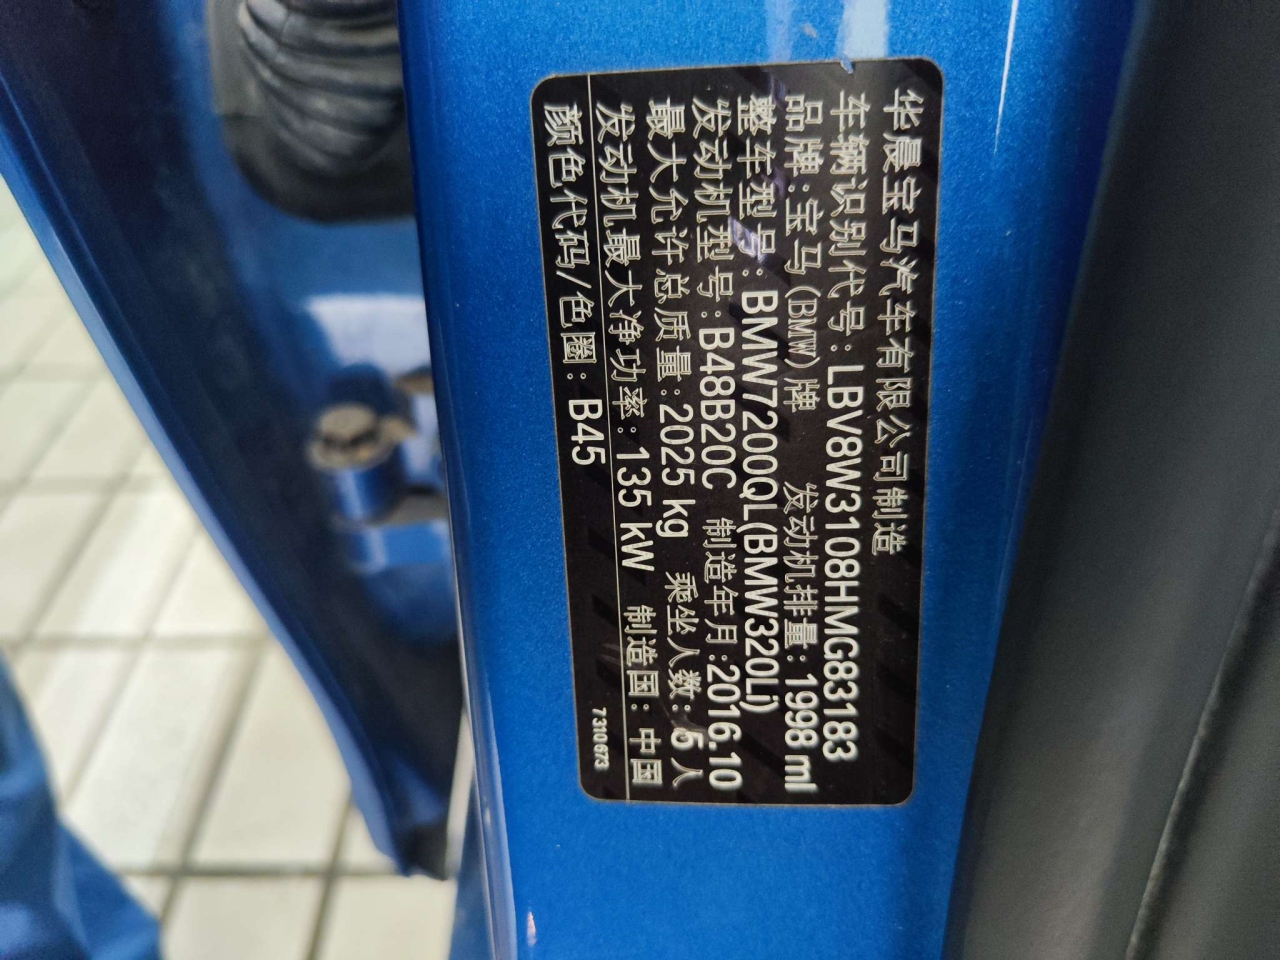 华晨宝马汽车有限公司制造
车辆识别代号: LBV8W3108HMG83183
品牌: 宝马(BMW)牌 发动机排量: 1998 ml
整车型号: BMW7200QL(BMW320Li)
发动机型号: B48B20C 制造年月: 2016.10
最大允许总质量: 2025 kg 乘坐人数: 5 人
发动机最大净功率: 135 kW 制造国: 中国
颜色代码/色圈: B45
7310673